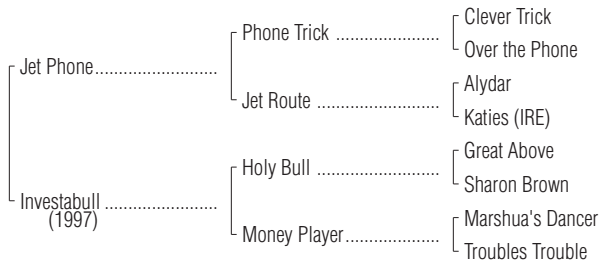 Clever Trick
Phone Trick ....................
Over the Phone
Jet Phone.......................
Alydar
Jet Route .......................
Katies (IRE)
Great Above
Holy Bull .......................
Sharon Brown
Investabull .....................
(1997)
Marshua's Dancer
Money Player..................
Troubles Trouble